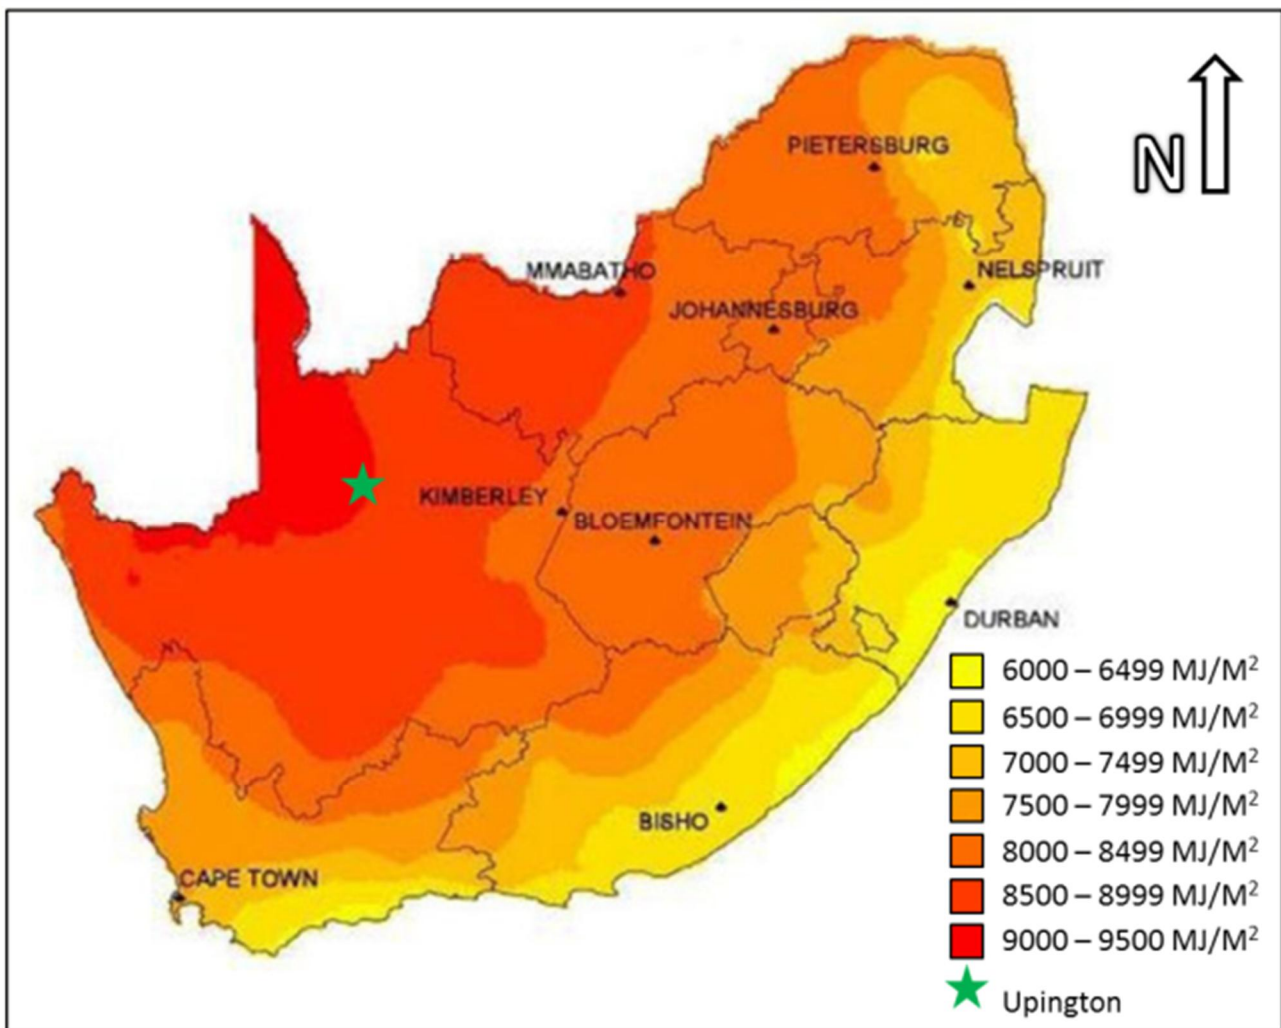 N
PIETERSBURG
MMABATHO
NELSPRUIT
JOHANNESBURG
KIMBERLEY
BLOEMFONTEIN
DURBAN
BISHO
CAPE TOWN
6000 – 6499 MJ/M²
6500 – 6999 MJ/M²
7000 – 7499 MJ/M²
7500 – 7999 MJ/M²
8000 – 8499 MJ/M²
8500 – 8999 MJ/M²
9000 – 9500 MJ/M²
Upington